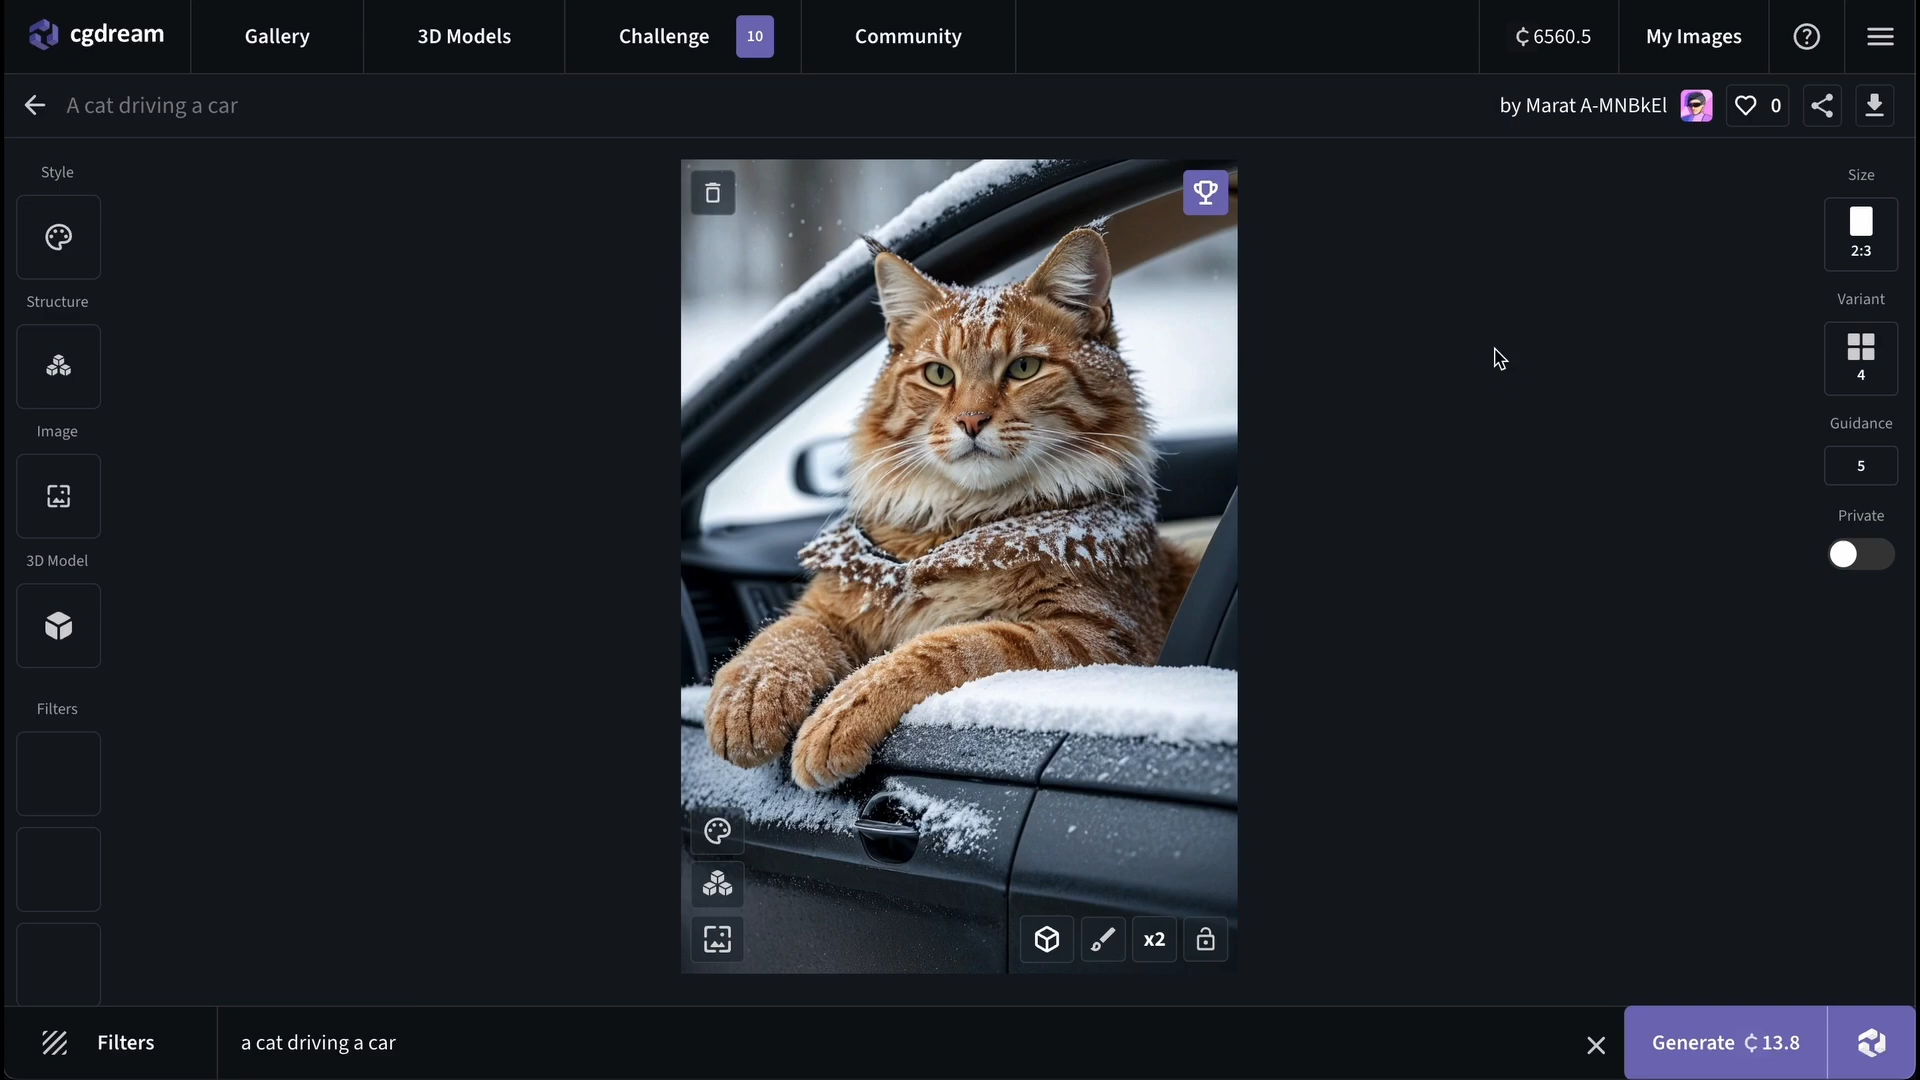 cgdream
Gallery
3D Models
Challenge
10
Community
₵ 6560.5
My Images
?
A cat driving a car
by Marat A-MNBkEl
0
Style
Structure
Image
3D Model
Filters
Size
2:3
Variant
4
Guidance
5
Private
x2
Filters
a cat driving a car
Generate ₵ 13.8